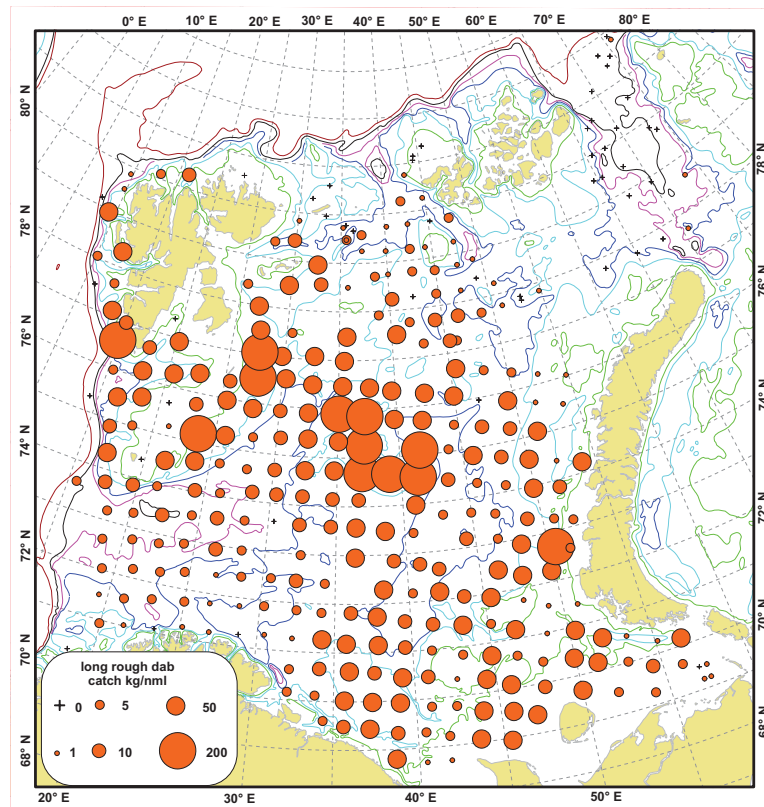 0° E 10° E 20° E 30° E 40° E 50° E 60° E 70° E 80° E
80° N
78° N
76° N
74° N
72° N
70° N
68° N
78° N
76° N
74° N
72° N
70° N
68° N
long rough dab
catch kg/nml
0 5 50
1 10 200
20° E 30° E 40° E 50° E